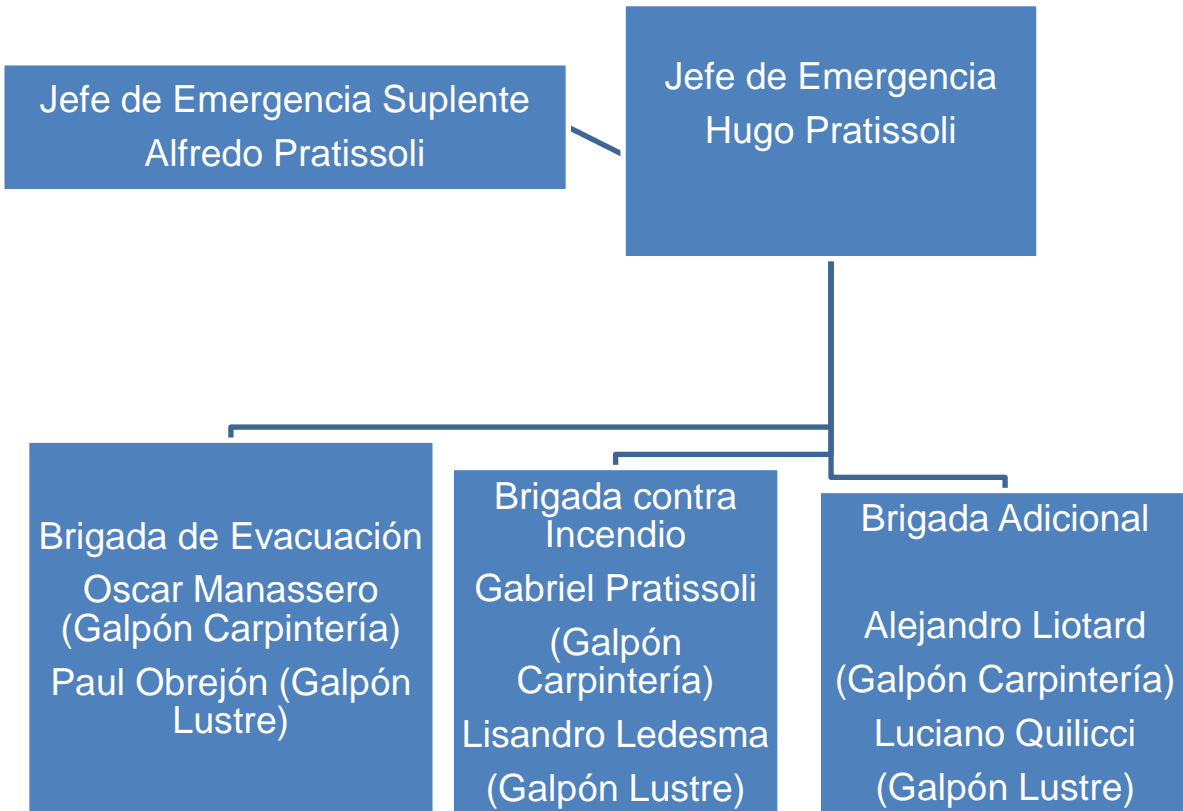 Jefe de Emergencia Suplente
Alfredo Pratissoli
Jefe de Emergencia
Hugo Pratissoli
Brigada de Evacuación
Oscar Manassero
(Galpón Carpintería)
Paul Obrejón (Galpón
Lustre)
Brigada contra
Incendio
Gabriel Pratissoli
(Galpón
Carpintería)
Lisandro Ledesma
(Galpón Lustre)
Brigada Adicional
Alejandro Liotard
(Galpón Carpintería)
Luciano Quilicci
(Galpón Lustre)